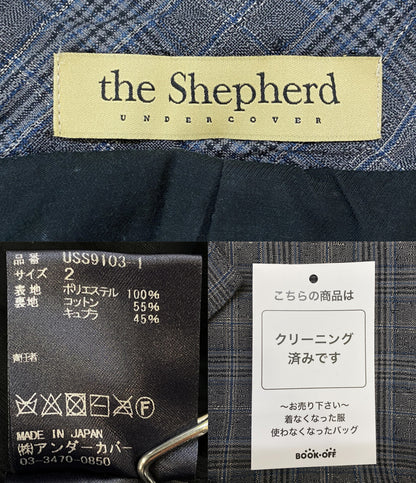 the Shepherd
UNDERCOVER
品番 USS9103-1
サイズ 2
表地 ポリエステル 100%
裏地 コットン 55%
キュプラ 45%
責任者
MADE IN JAPAN
㈱アンダーカバー
03-3470-0850
こちらの商品は
クリーニング
済みです
～お売り下さい～
着なくなった服
使わなくなったバッグ
BOOK・OFF